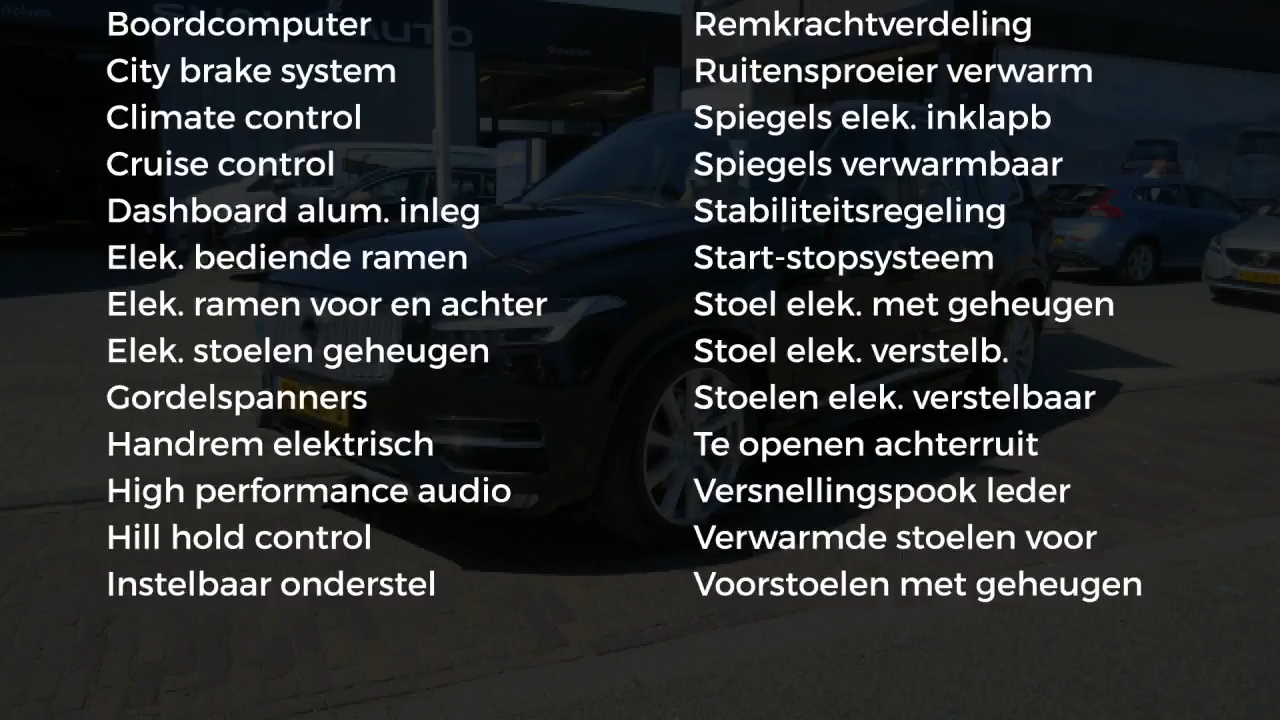 Boordcomputer
City brake system
Climate control
Cruise control
Dashboard alum. inleg
Elek. bediende ramen
Elek. ramen voor en achter
Elek. stoelen geheugen
Gordelspanners
Handrem elektrisch
High performance audio
Hill hold control
Instelbaar onderstel
Remkrachtverdeling
Ruitensproeier verwarm
Spiegels elek. inklapb
Spiegels verwarmbaar
Stabiliteitsregeling
Start-stopsysteem
Stoel elek. met geheugen
Stoel elek. verstelb.
Stoelen elek. verstelbaar
Te openen achterruit
Versnellingspook leder
Verwarmde stoelen voor
Voorstoelen met geheugen
AUTO